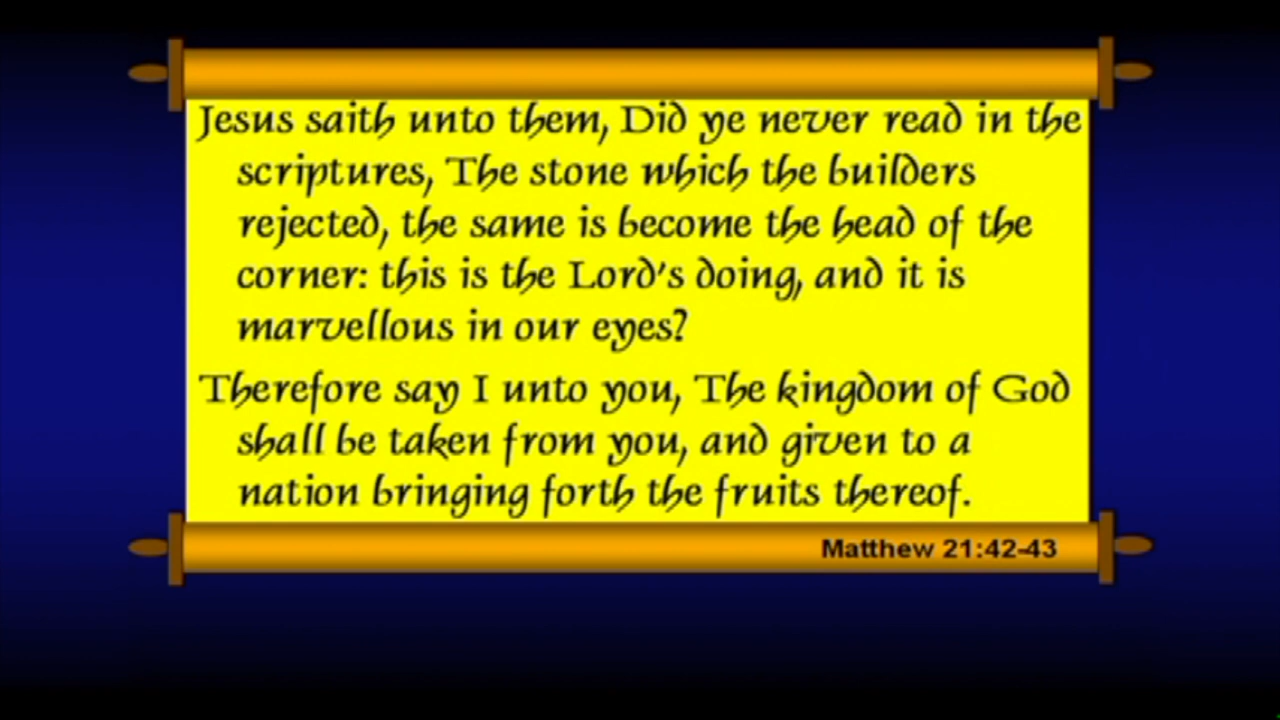 Jesus saith unto them, Did ye never read in the
scriptures, The stone which the builders
rejected, the same is become the head of the
corner: this is the Lord's doing, and it is
marvellous in our eyes?
Therefore say I unto you, The kingdom of God
shall be taken from you, and given to a
nation bringing forth the fruits thereof.
Matthew 21:42-43